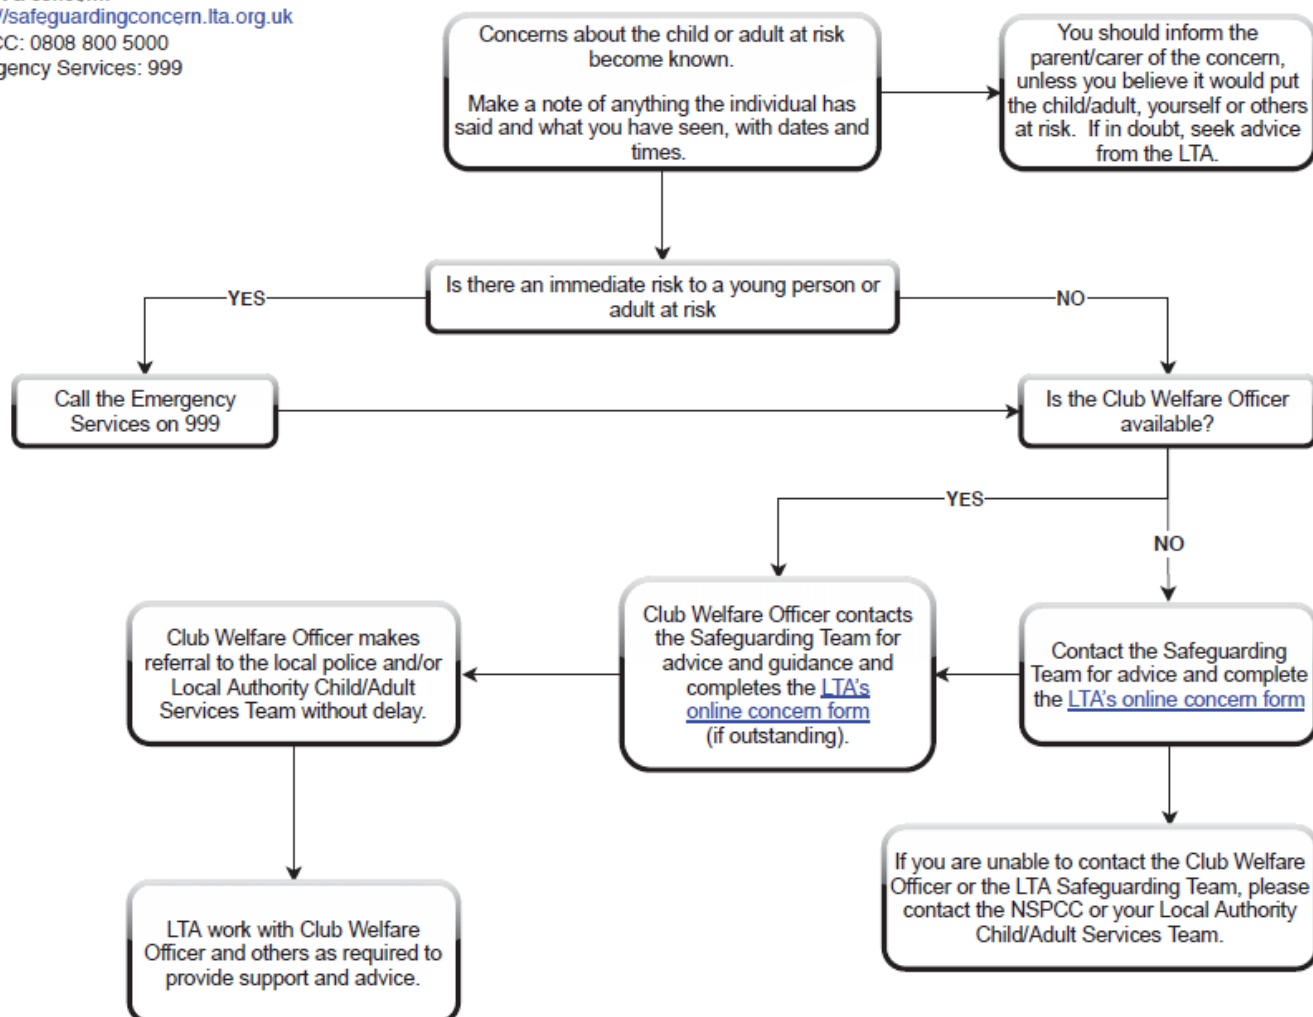 //safeguardingconcern.lta.org.uk
0808 800 5000
Services: 999
Concerns about the child or adult at risk
become known.
Make a note of anything the individual has
said and what you have seen, with dates and
times.
You should inform the
parent/carer of the concern,
unless you believe it would put
the child/adult, yourself or others
at risk. If in doubt, seek advice
from the LTA.
Is there an immediate risk to a young person or
adult at risk
YES
NO
Call the Emergency
Services on 999
Is the Club Welfare Officer
available?
YES
NO
Club Welfare Officer makes
referral to the local police and/or
Local Authority Child/Adult
Services Team without delay.
Club Welfare Officer contacts
the Safeguarding Team for
advice and guidance and
completes the LTA's
online concern form
(if outstanding).
Contact the Safeguarding
Team for advice and complete
the LTA's online concern form
LTA work with Club Welfare
Officer and others as required to
provide support and advice.
If you are unable to contact the Club Welfare
Officer or the LTA Safeguarding Team, please
contact the NSPCC or your Local Authority
Child/Adult Services Team.